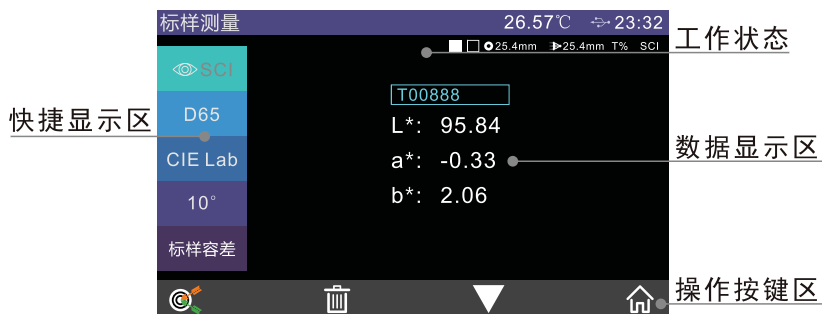 标样测量 26.57℃ 23:32
25.4mm 25.4mm T% SCI
工作状态
SCI
D65
CIE Lab
10°
标样容差
快捷显示区
T00888
L*: 95.84
a*: -0.33
b*: 2.06
数据显示区
操作按键区